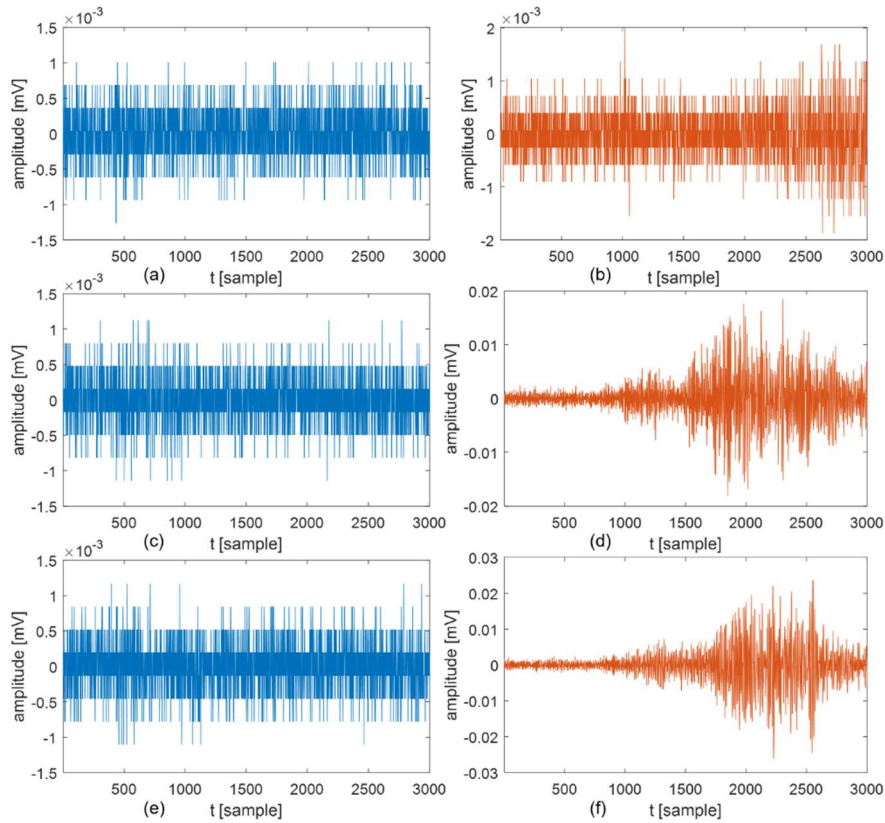 ×10⁻³ ×10⁻³
1.5 2
1 1
0.5
0 0
-0.5
-1 -1
-1.5 -2
amplitude [mV] amplitude [mV]
500 1000 1500 2000 2500 3000 500 1000 1500 2000 2500 3000
(a) t [sample] (b) t [sample]
×10⁻³
1.5 0.02
1 0.01
0.5
0 0
-0.5
-1 -0.01
-1.5 -0.02
amplitude [mV] amplitude [mV]
500 1000 1500 2000 2500 3000 500 1000 1500 2000 2500 3000
(c) t [sample] (d) t [sample]
×10⁻³
1.5 0.03
1 0.02
0.5 0.01
0 0
-0.5 -0.01
-1 -0.02
-1.5 -0.03
amplitude [mV] amplitude [mV]
500 1000 1500 2000 2500 3000 500 1000 1500 2000 2500 3000
(e) t [sample] (f) t [sample]